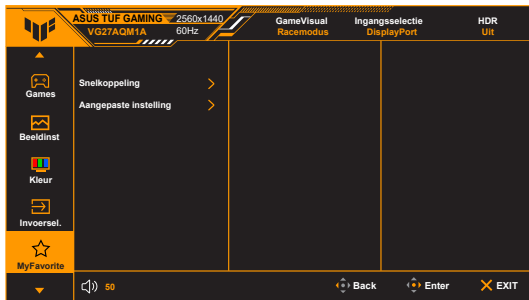 ASUS TUF GAMING 2560x1440
VG27AQM1A 60Hz
GameVisual
Racemodus
Ingangsselectie
DisplayPort
HDR
Uit
Games
Beeldinst
Kleur
Invoersel.
MyFavorite
Snelkoppeling
Aangepaste instelling
50
Back
Enter
EXIT